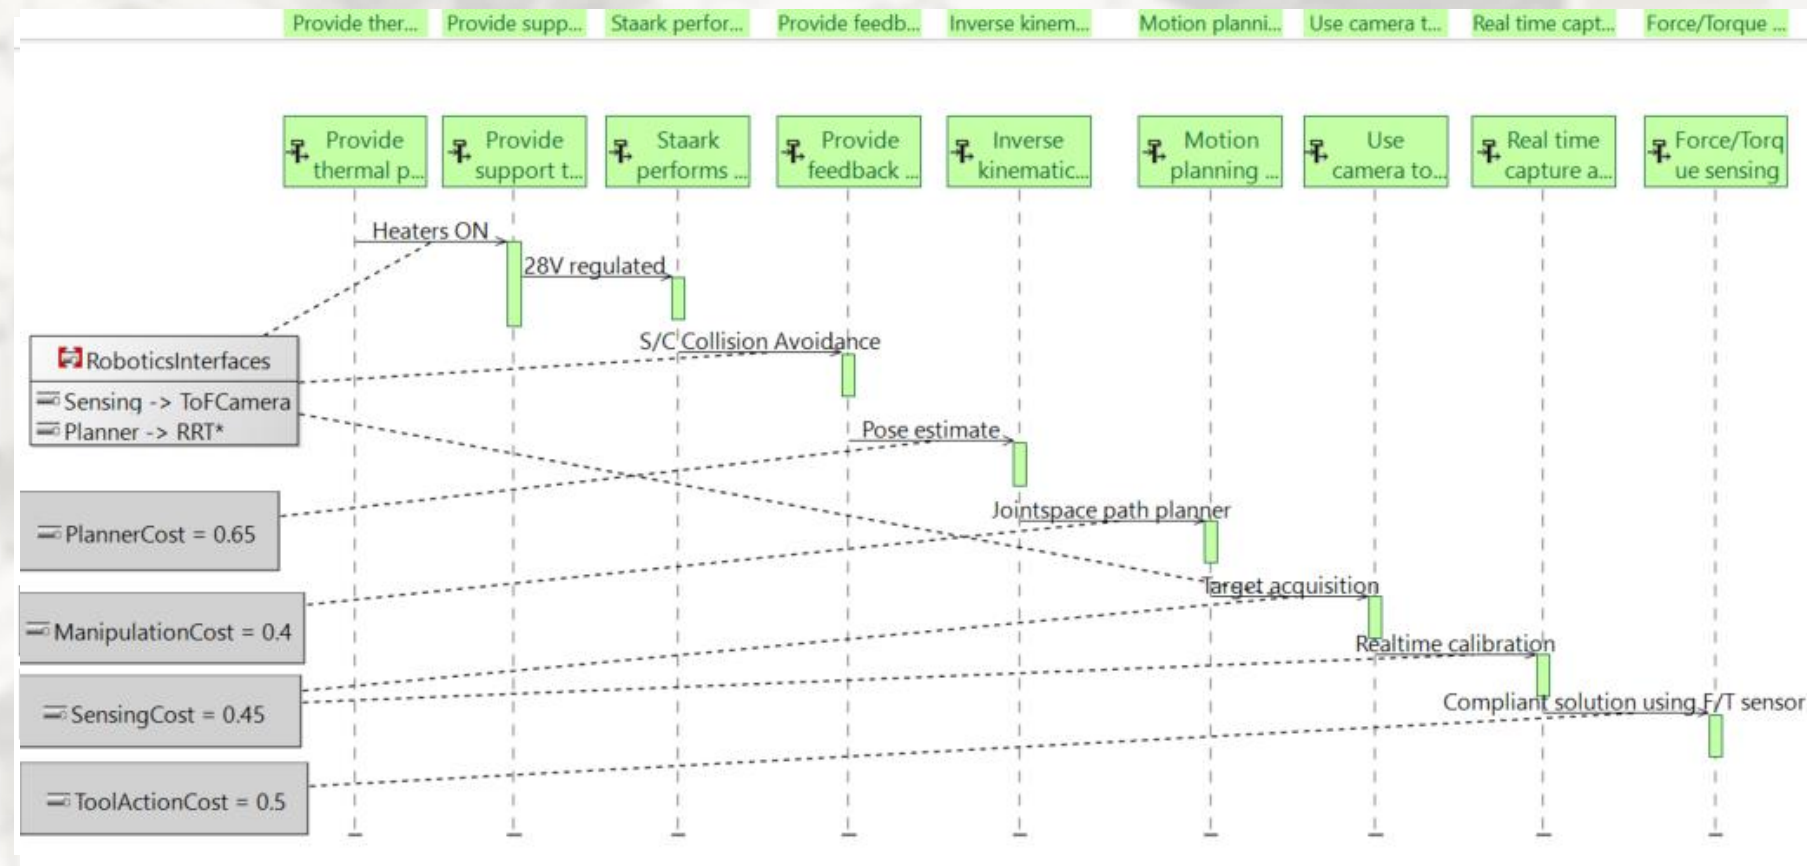 Provide ther...
Provide supp...
Staark perfor...
Provide feedb...
Inverse kinem...
Motion planni...
Use camera t...
Real time capt...
Force/Torque ...
Provide
thermal p...
Provide
support t...
Staark
performs ...
Provide
feedback ...
Inverse
kinematic...
Motion
planning ...
Use
camera to...
Real time
capture a...
Force/Torq
ue sensing
Heaters ON
28V regulated
S/C Collision Avoidance
RoboticsInterfaces
Sensing -> ToFCamera
Planner -> RRT*
Pose estimate
Jointspace path planner
PlannerCost = 0.65
Target acquisition
ManipulationCost = 0.4
Realtime calibration
Compliant solution using F/T sensor
SensingCost = 0.45
ToolActionCost = 0.5